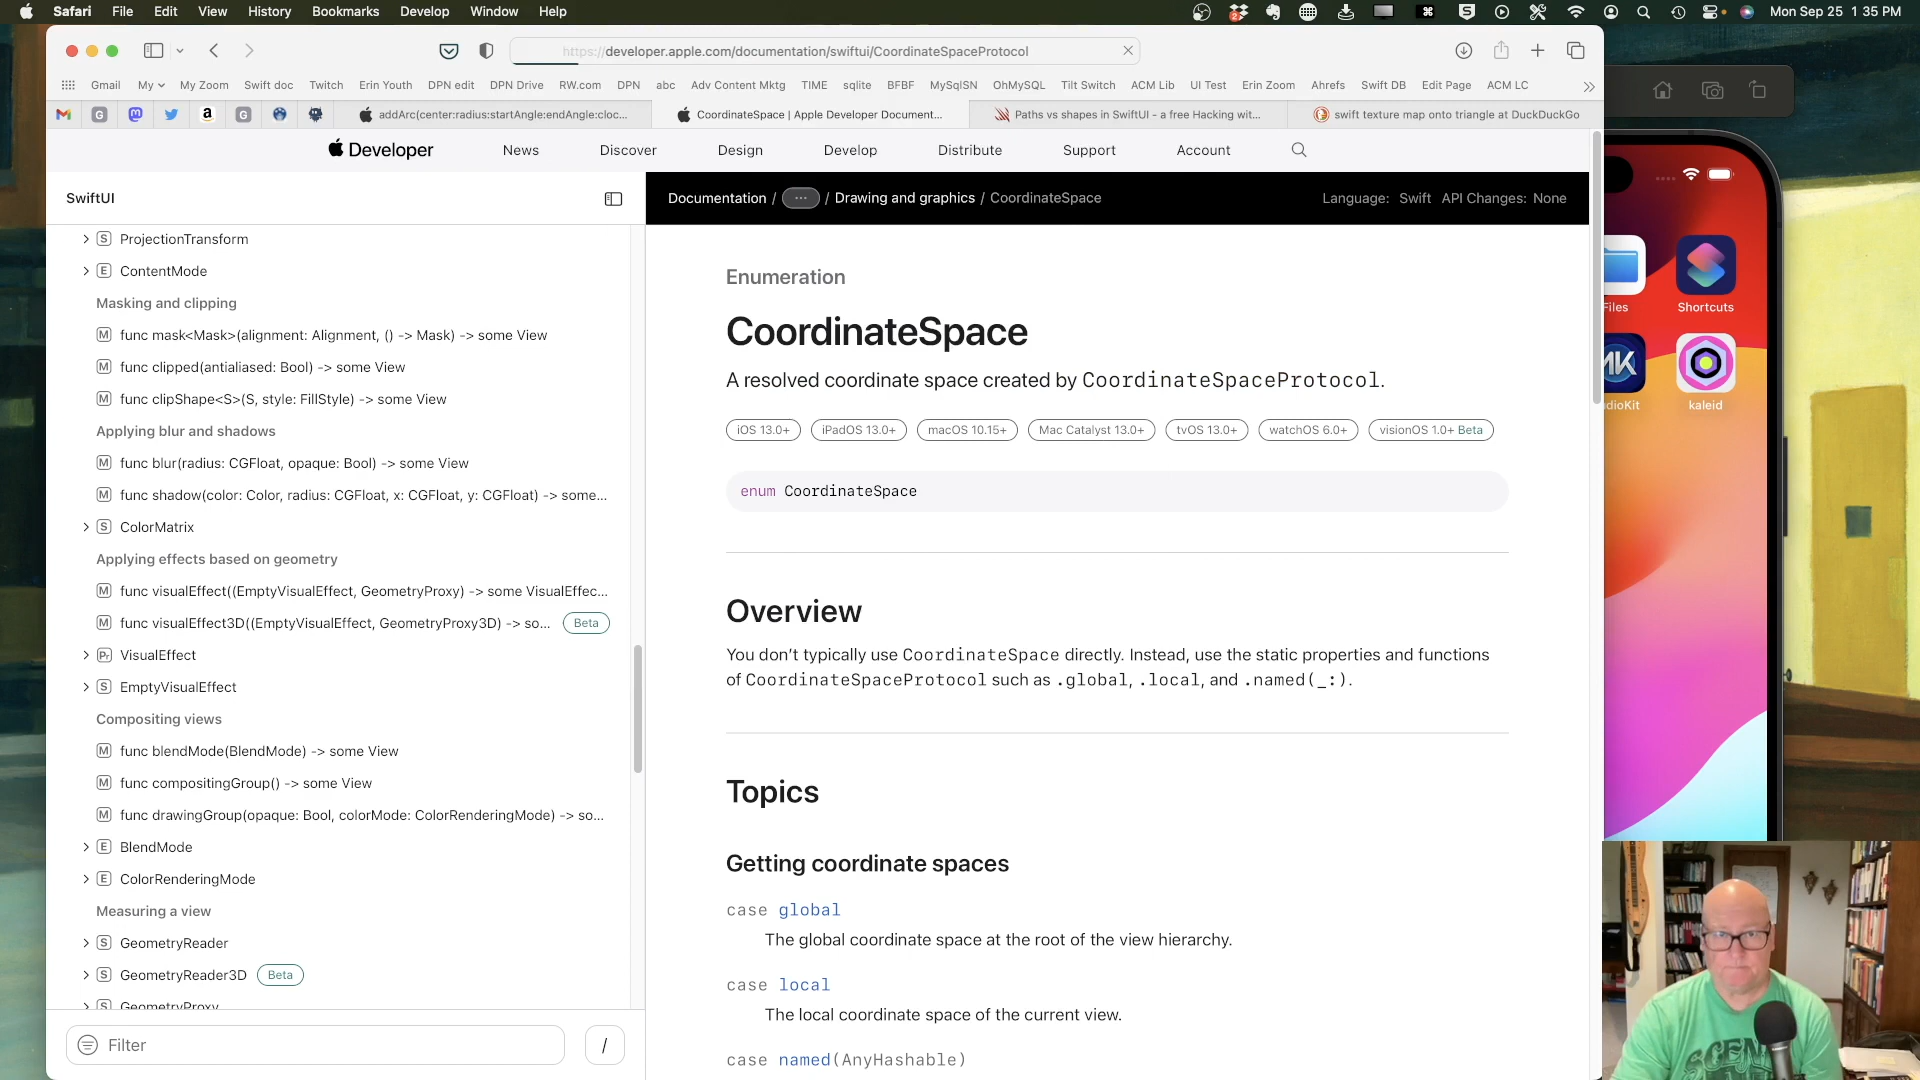 Safari File Edit View History Bookmarks Develop Window Help
2
Mon Sep 25 1 35 PM
https://developer.apple.com/documentation/swiftui/CoordinateSpaceProtocol
Gmail My My Zoom Swift doc Twitch Erin Youth DPN edit DPN Drive RW.com DPN abc Adv Content Mktg TIME sqlite BFBF MySqlSN OhMySQL Tilt Switch ACM Lib UI Test Erin Zoom Ahrefs Swift DB Edit Page ACM LC
addArc(center:radius:startAngle:endAngle:cloc...
CoordinateSpace | Apple Developer Document...
Paths vs shapes in SwiftUI - a free Hacking wit...
swift texture map onto triangle at DuckDuckGo
Developer News Discover Design Develop Distribute Support Account
SwiftUI
S ProjectionTransform
E ContentMode
Masking and clipping
M func mask<Mask>(alignment: Alignment, () -> Mask) -> some View
M func clipped(antialiased: Bool) -> some View
M func clipShape<S>(S, style: FillStyle) -> some View
Applying blur and shadows
M func blur(radius: CGFloat, opaque: Bool) -> some View
M func shadow(color: Color, radius: CGFloat, x: CGFloat, y: CGFloat) -> some...
S ColorMatrix
Applying effects based on geometry
M func visualEffect((EmptyVisualEffect, GeometryProxy) -> some VisualEffec...
M func visualEffect3D((EmptyVisualEffect, GeometryProxy3D) -> so... Beta
Pr VisualEffect
S EmptyVisualEffect
Compositing views
M func blendMode(BlendMode) -> some View
M func compositingGroup() -> some View
M func drawingGroup(opaque: Bool, colorMode: ColorRenderingMode) -> so...
E BlendMode
E ColorRenderingMode
Measuring a view
S GeometryReader
S GeometryReader3D Beta
S GeometryProxy
Filter
/
Documentation / ... / Drawing and graphics / CoordinateSpace
Language: Swift API Changes: None
Enumeration
CoordinateSpace
A resolved coordinate space created by CoordinateSpaceProtocol.
iOS 13.0+ iPadOS 13.0+ macOS 10.15+ Mac Catalyst 13.0+ tvOS 13.0+ watchOS 6.0+ visionOS 1.0+ Beta
enum CoordinateSpace
Overview
You don’t typically use CoordinateSpace directly. Instead, use the static properties and functions
of CoordinateSpaceProtocol such as .global, .local, and .named(_:).
Topics
Getting coordinate spaces
case global
The global coordinate space at the root of the view hierarchy.
case local
The local coordinate space of the current view.
case named(AnyHashable)
Files
Shortcuts
dioKit
kaleid